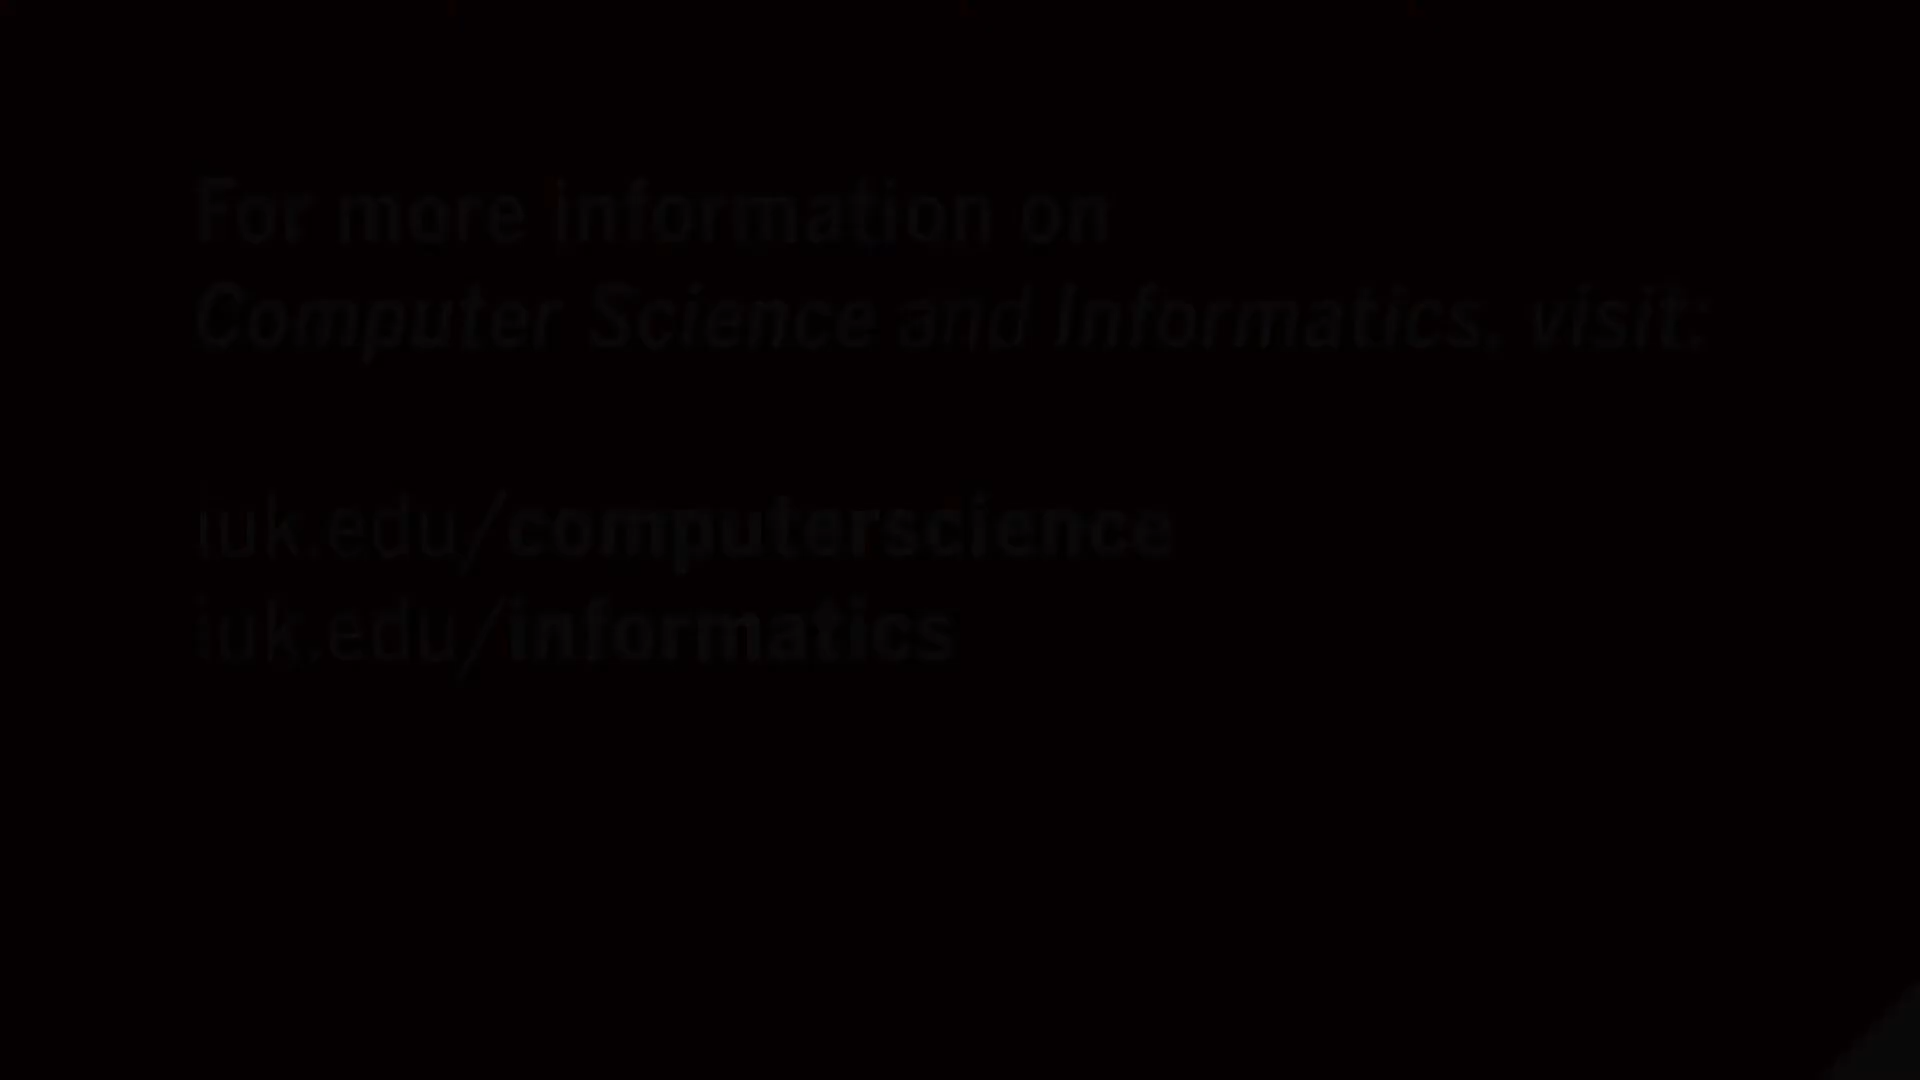 For more information on
Computer Science and Informatics, visit:
iuk.edu/computerscience
iuk.edu/informatics